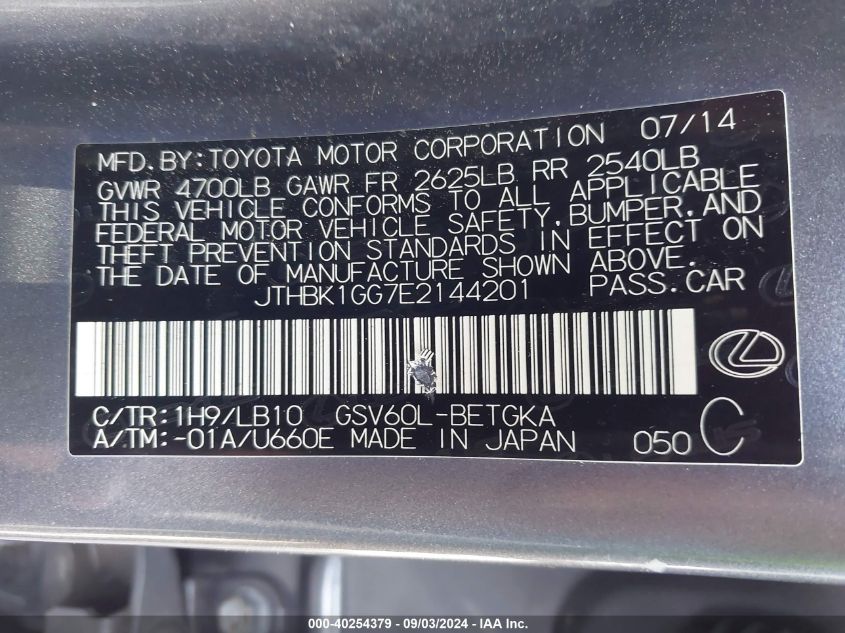 MFD.BY:TOYOTA MOTOR CORPORATION 07/14
GVWR 4700LB GAWR FR 2625LB RR 2540LB
THIS VEHICLE CONFORMS TO ALL APPLICABLE
FEDERAL MOTOR VEHICLE SAFETY,BUMPER,AND
THEFT PREVENTION STANDARDS IN EFFECT ON
THE DATE OF MANUFACTURE SHOWN ABOVE.
JTHBK1GG7E2144201 PASS.CAR
C/TR:1H9/LB10 GSV60L-BETGKA
A/TM:-01A/U660E MADE IN JAPAN 050 C
000-40254379 - 09/03/2024 - IAA Inc.